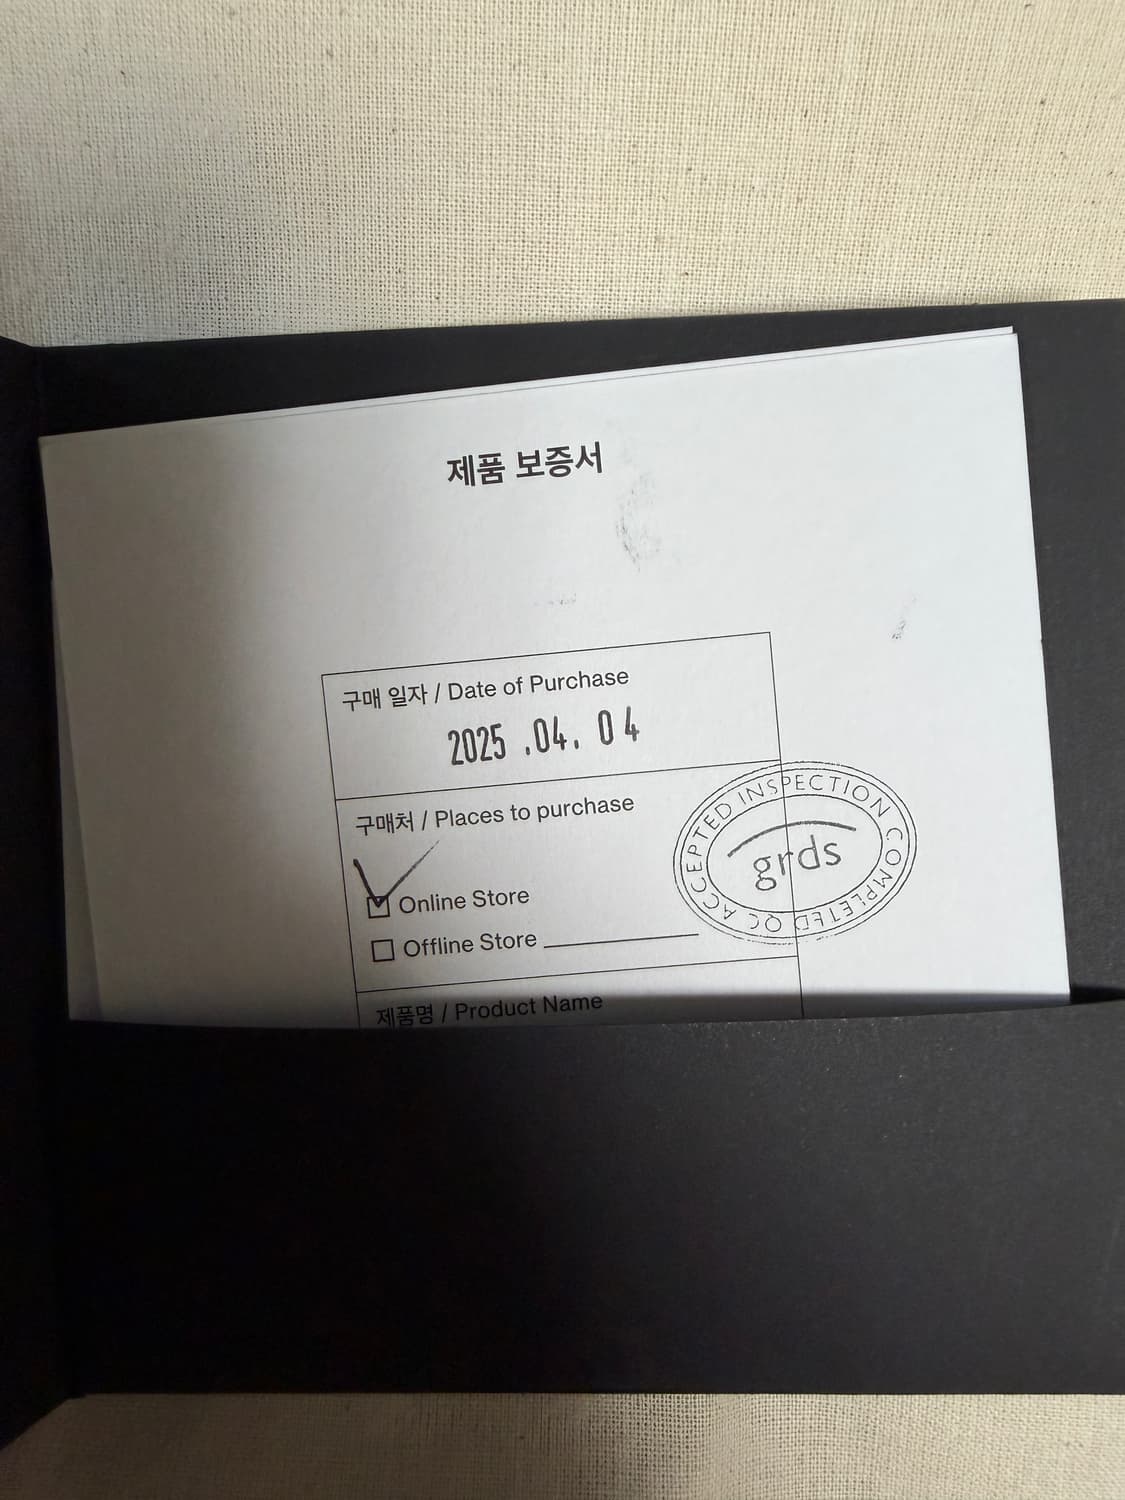 제품 보증서
구매 일자 / Date of Purchase
2025 .04. 04
구매처 / Places to purchase
Online Store
Offline Store
ACCEPTED INSPECTION COMPLETED QC
grds
제품명 / Product Name